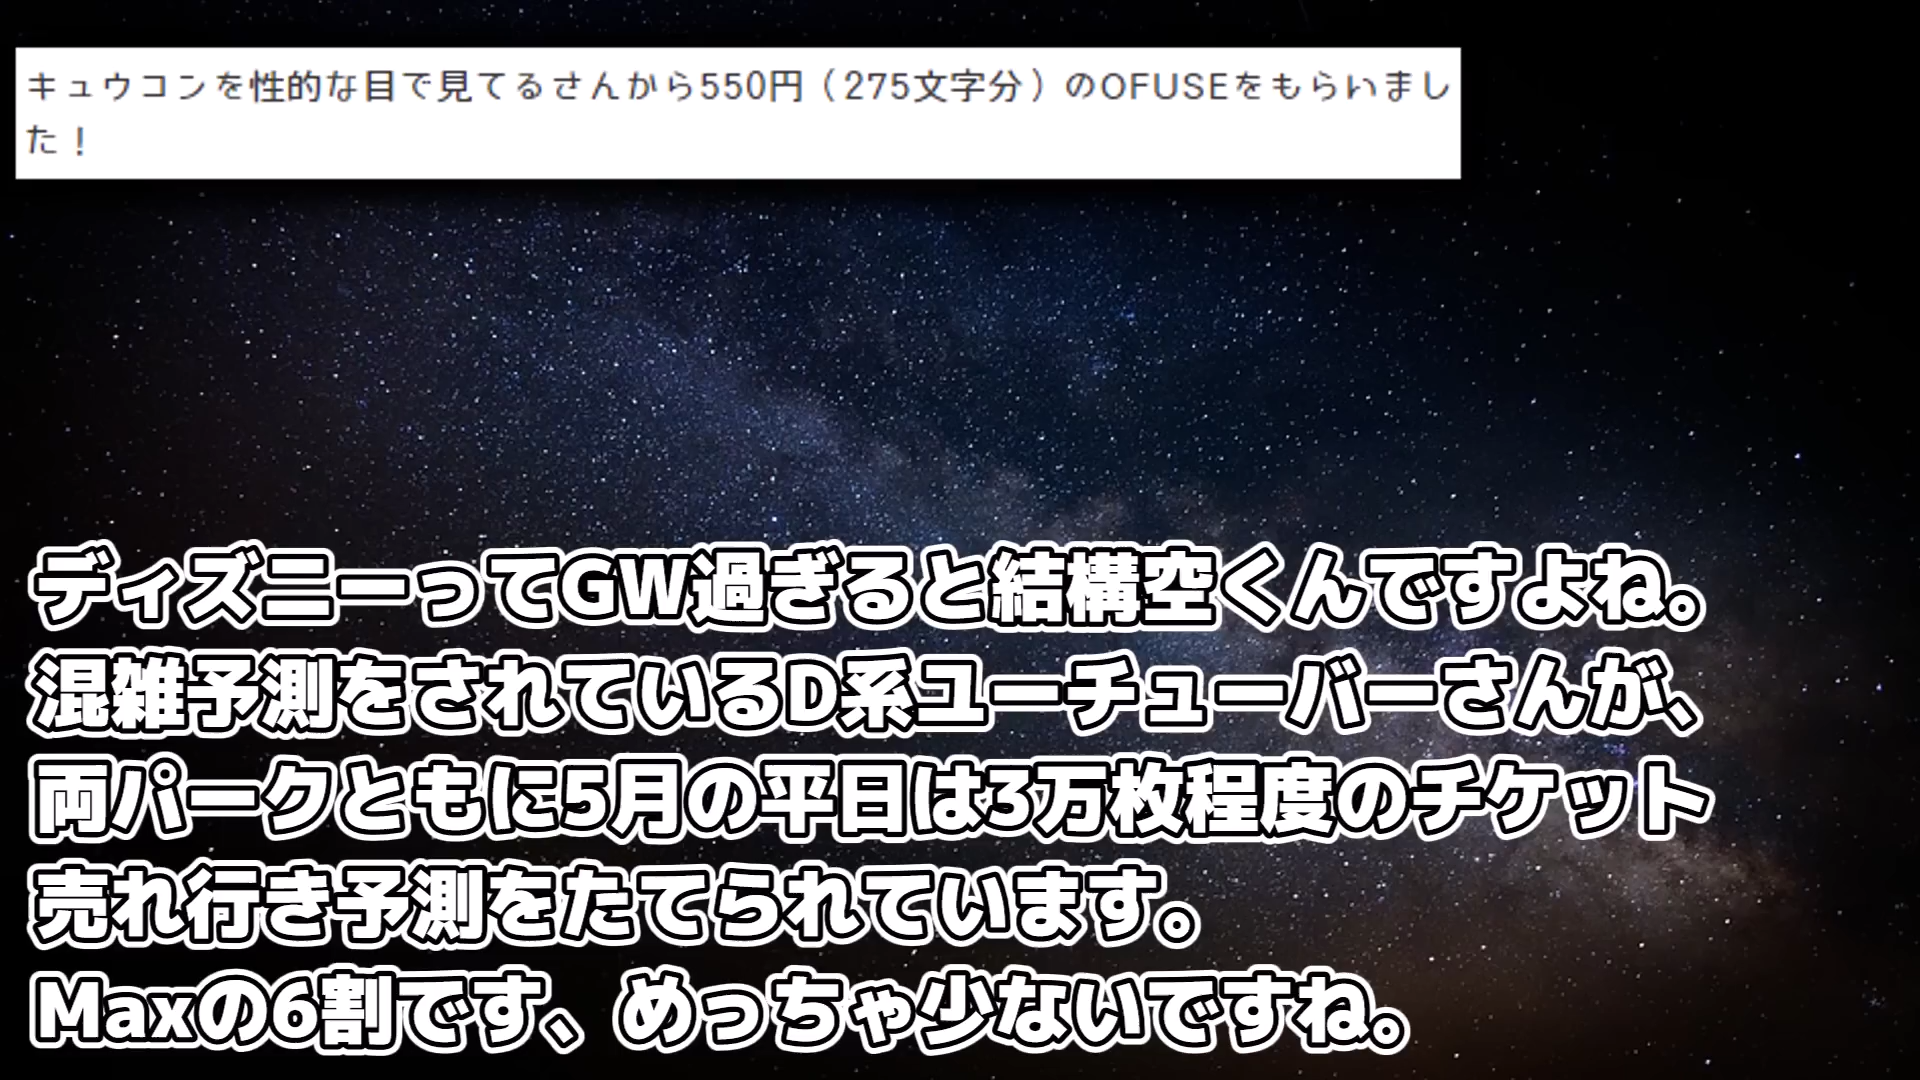 キュウコンを性的な目で見てるさんから550円（275文字分）のOFUSEをもらいまし
た！
ディズニーってGW過ぎると結構空くんですよね。
混雑予測をされているD系ユーチューバーさんが、
両パークともに5月の平日は3万枚程度のチケット
売れ行き予測をたてられています。
Maxの6割です、めっちゃ少ないですね。